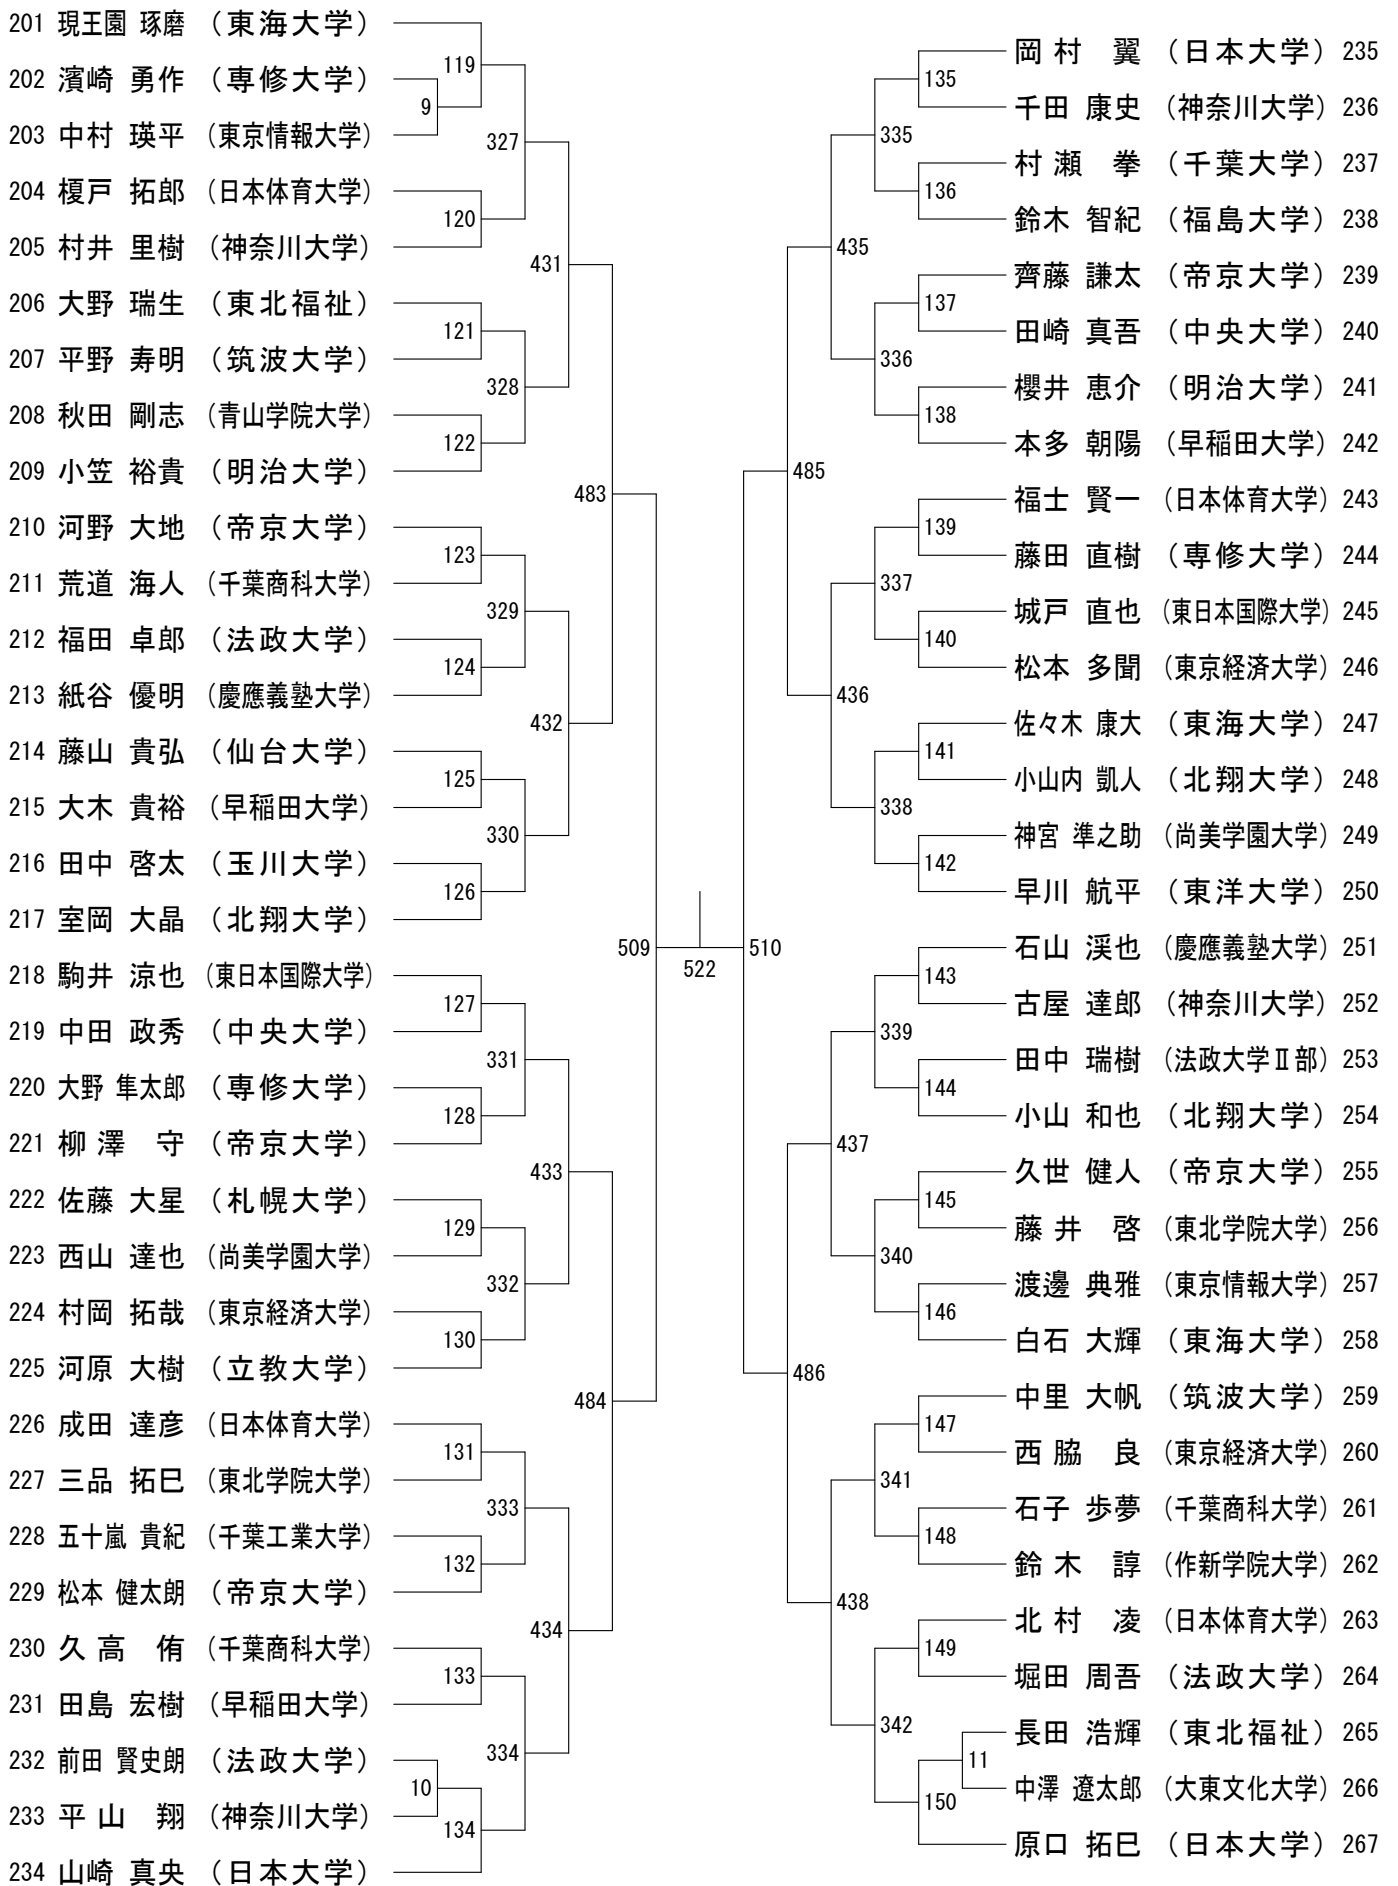 201 現王園 琢磨 （東海大学）
202 濱崎 勇作 （専修大学）
203 中村 瑛平 （東京情報大学）
204 榎戸 拓郎 （日本体育大学）
205 村井 里樹 （神奈川大学）
206 大野 瑞生 （東北福祉）
207 平野 寿明 （筑波大学）
208 秋田 剛志 （青山学院大学）
209 小笠 裕貴 （明治大学）
210 河野 大地 （帝京大学）
211 荒道 海人 （千葉商科大学）
212 福田 卓郎 （法政大学）
213 紙谷 優明 （慶應義塾大学）
214 藤山 貴弘 （仙台大学）
215 大木 貴裕 （早稲田大学）
216 田中 啓太 （玉川大学）
217 室岡 大晶 （北翔大学）
218 駒井 涼也 （東日本国際大学）
219 中田 政秀 （中央大学）
220 大野 隼太郎 （専修大学）
221 柳澤 守 （帝京大学）
222 佐藤 大星 （札幌大学）
223 西山 達也 （尚美学園大学）
224 村岡 拓哉 （東京経済大学）
225 河原 大樹 （立教大学）
226 成田 達彦 （日本体育大学）
227 三品 拓巳 （東北学院大学）
228 五十嵐 貴紀 （千葉工業大学）
229 松本 健太朗 （帝京大学）
230 久高 侑 （千葉商科大学）
231 田島 宏樹 （早稲田大学）
232 前田 賢史朗 （法政大学）
233 平山 翔 （神奈川大学）
234 山崎 真央 （日本大学）
9
10
119
120
121
122
123
124
125
126
127
128
129
130
131
132
133
134
327
328
329
330
331
332
333
334
431
432
433
434
483
484
509
522
510
485
486
435
436
437
438
335
336
337
338
339
340
341
342
135
136
137
138
139
140
141
142
143
144
145
146
147
148
149
150
11
岡村 翼 （日本大学） 235
千田 康史 （神奈川大学） 236
村瀬 拳 （千葉大学） 237
鈴木 智紀 （福島大学） 238
齊藤 謙太 （帝京大学） 239
田崎 真吾 （中央大学） 240
櫻井 恵介 （明治大学） 241
本多 朝陽 （早稲田大学） 242
福士 賢一 （日本体育大学） 243
藤田 直樹 （専修大学） 244
城戸 直也 （東日本国際大学） 245
松本 多聞 （東京経済大学） 246
佐々木 康大 （東海大学） 247
小山内 凱人 （北翔大学） 248
神宮 準之助 （尚美学園大学） 249
早川 航平 （東洋大学） 250
石山 渓也 （慶應義塾大学） 251
古屋 達郎 （神奈川大学） 252
田中 瑞樹 （法政大学Ⅱ部） 253
小山 和也 （北翔大学） 254
久世 健人 （帝京大学） 255
藤井 啓 （東北学院大学） 256
渡邊 典雅 （東京情報大学） 257
白石 大輝 （東海大学） 258
中里 大帆 （筑波大学） 259
西脇 良 （東京経済大学） 260
石子 歩夢 （千葉商科大学） 261
鈴木 諄 （作新学院大学） 262
北村 凌 （日本体育大学） 263
堀田 周吾 （法政大学） 264
長田 浩輝 （東北福祉） 265
中澤 遼太郎 （大東文化大学） 266
原口 拓巳 （日本大学） 267